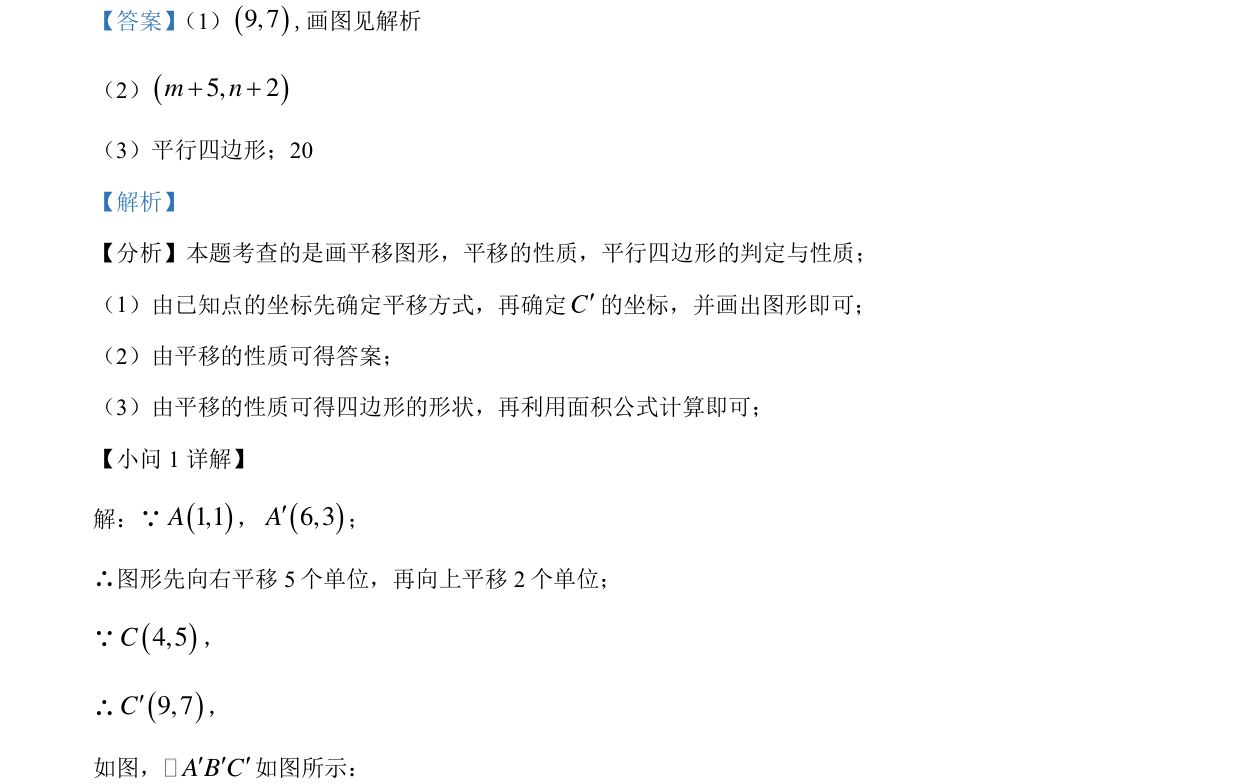 【答案】（1）(9,7), 画图见解析
（2）(m+5,n+2)
（3）平行四边形；20
【解析】
【分析】本题考查的是画平移图形，平移的性质，平行四边形的判定与性质；
（1）由已知点的坐标先确定平移方式，再确定C′的坐标，并画出图形即可；
（2）由平移的性质可得答案；
（3）由平移的性质可得四边形的形状，再利用面积公式计算即可；
【小问 1 详解】
解：∵A(1,1)，A′(6,3)；
∴图形先向右平移 5 个单位，再向上平移 2 个单位；
∵C(4,5)，
∴C′(9,7)，
如图，□A′B′C′如图所示：